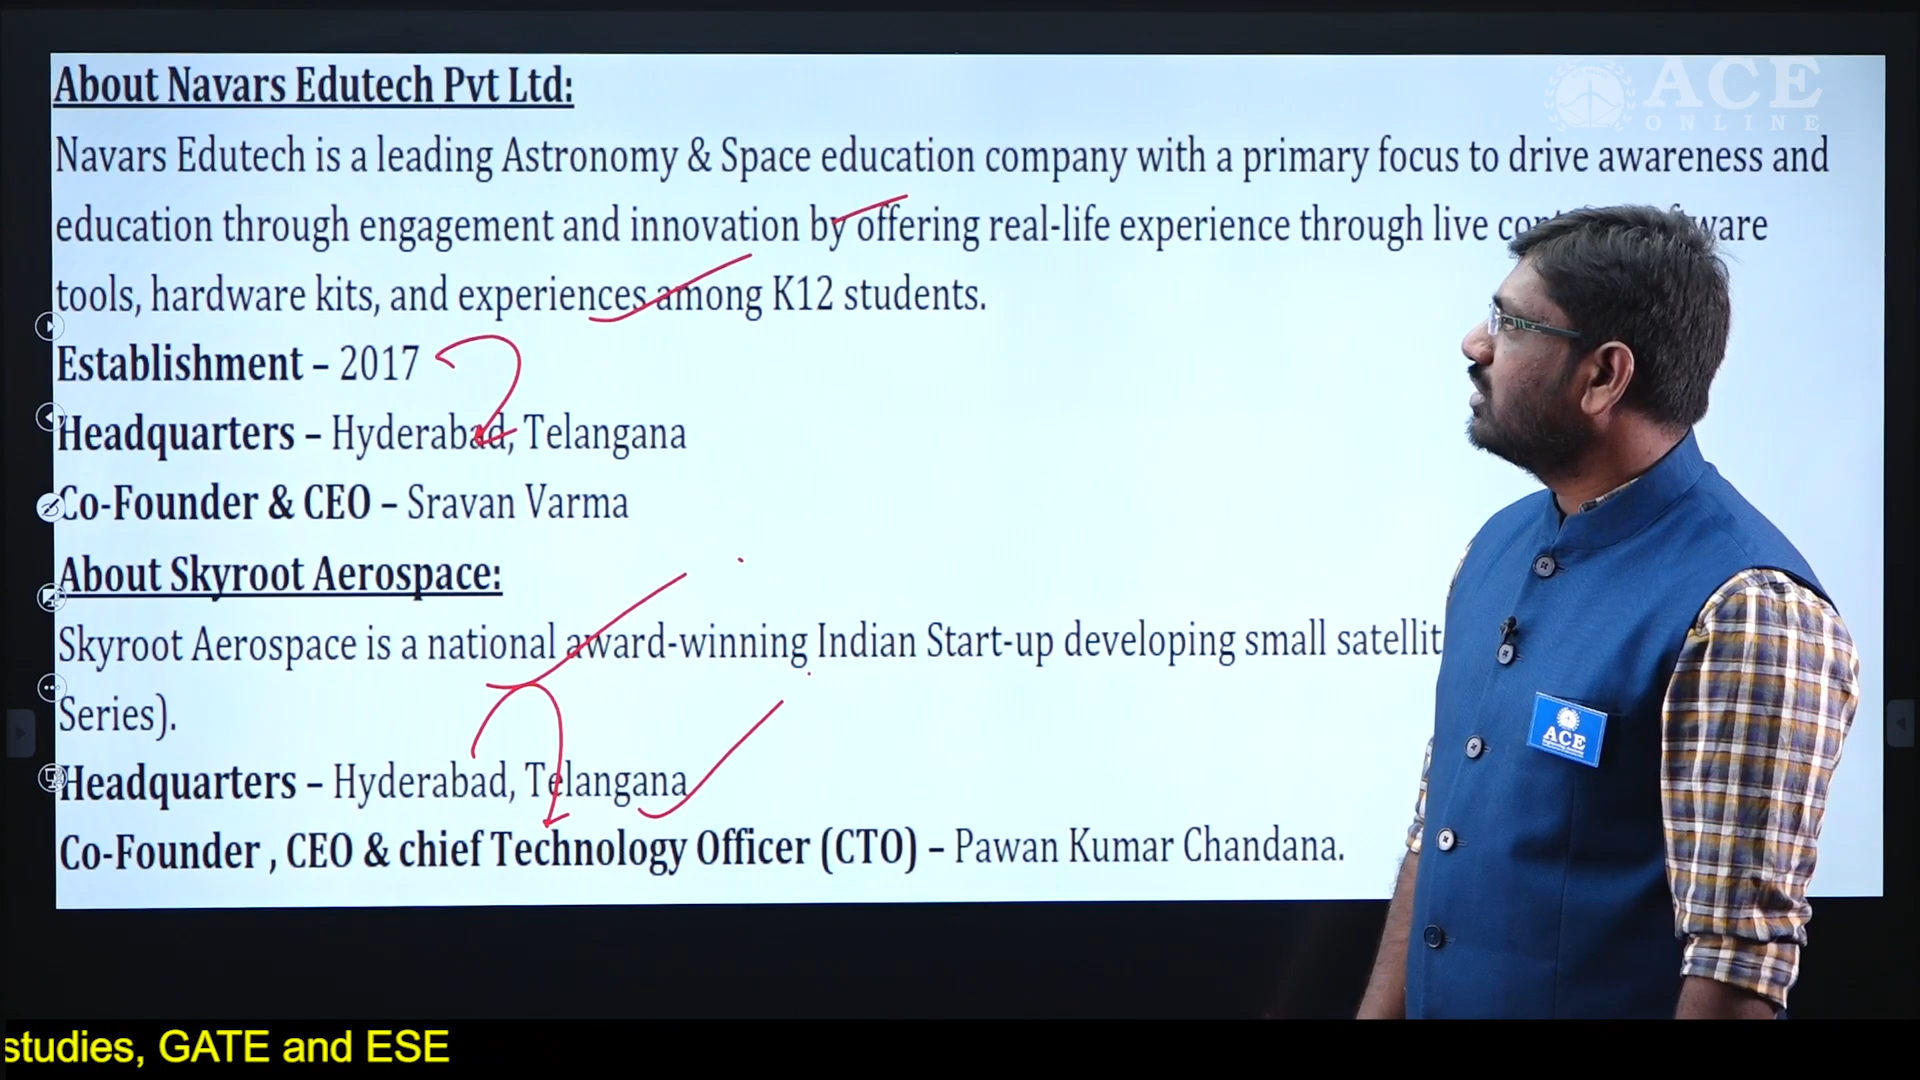 About Navars Edutech Pvt Ltd:
ACE
ONLINE
Navars Edutech is a leading Astronomy & Space education company with a primary focus to drive awareness and
education through engagement and innovation by offering real-life experience through live
tools, hardware kits, and experiences among K12 students.
Establishment – 2017
Headquarters – Hyderabad, Telangana
Co-Founder & CEO – Sravan Varma
About Skyroot Aerospace:
Skyroot Aerospace is a national award-winning Indian Start-up developing small satellit
Series).
Headquarters – Hyderabad, Telangana
Co-Founder , CEO & chief Technology Officer (CTO) – Pawan Kumar Chandana.
ACE
studies, GATE and ESE